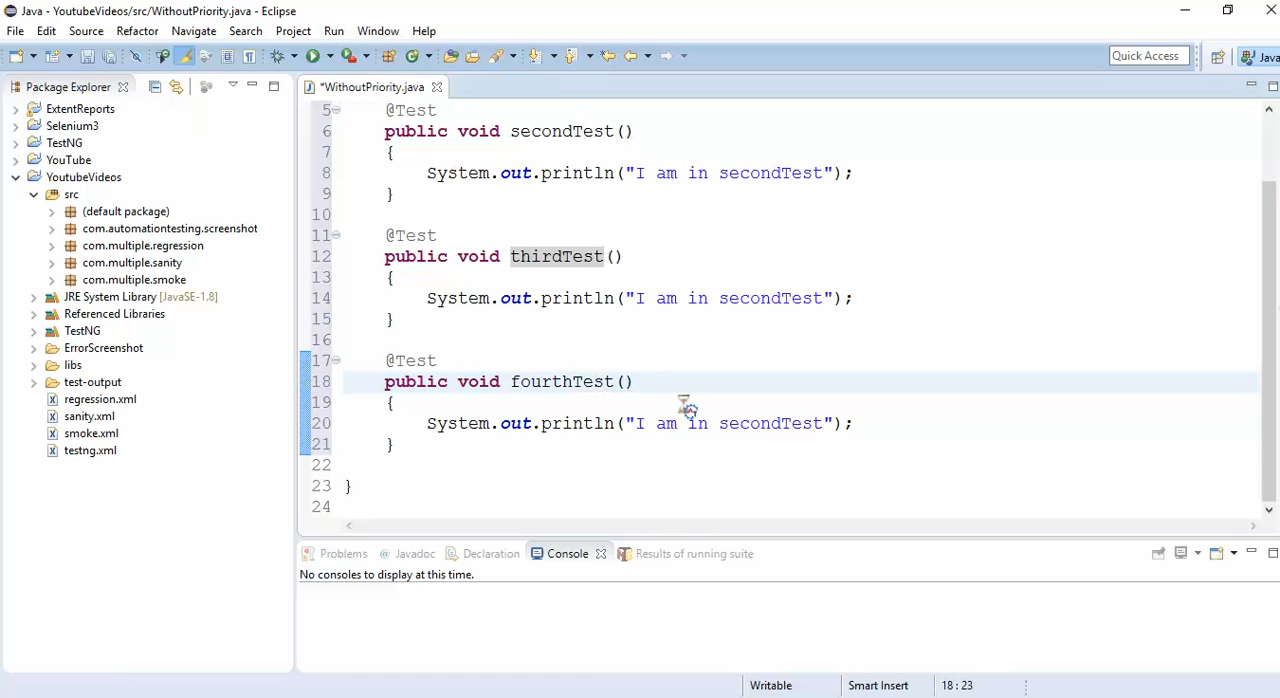 Java - YoutubeVideos/src/WithoutPriority.java - Eclipse
File Edit Source Refactor Navigate Search Project Run Window Help
Quick Access Java
Package Explorer
*WithoutPriority.java
ExtentReports
Selenium3
TestNG
YouTube
YoutubeVideos
src
(default package)
com.automationtesting.screenshot
com.multiple.regression
com.multiple.sanity
com.multiple.smoke
JRE System Library [JavaSE-1.8]
Referenced Libraries
TestNG
ErrorScreenshot
libs
test-output
regression.xml
sanity.xml
smoke.xml
testng.xml
5 @Test
6 public void secondTest()
7 {
8 System.out.println("I am in secondTest");
9 }
10
11 @Test
12 public void thirdTest()
13 {
14 System.out.println("I am in secondTest");
15 }
16
17 @Test
18 public void fourthTest()
19 {
20 System.out.println("I am in secondTest");
21 }
22
23 }
24
Problems @ Javadoc Declaration Console Results of running suite
No consoles to display at this time.
Writable Smart Insert 18 : 23